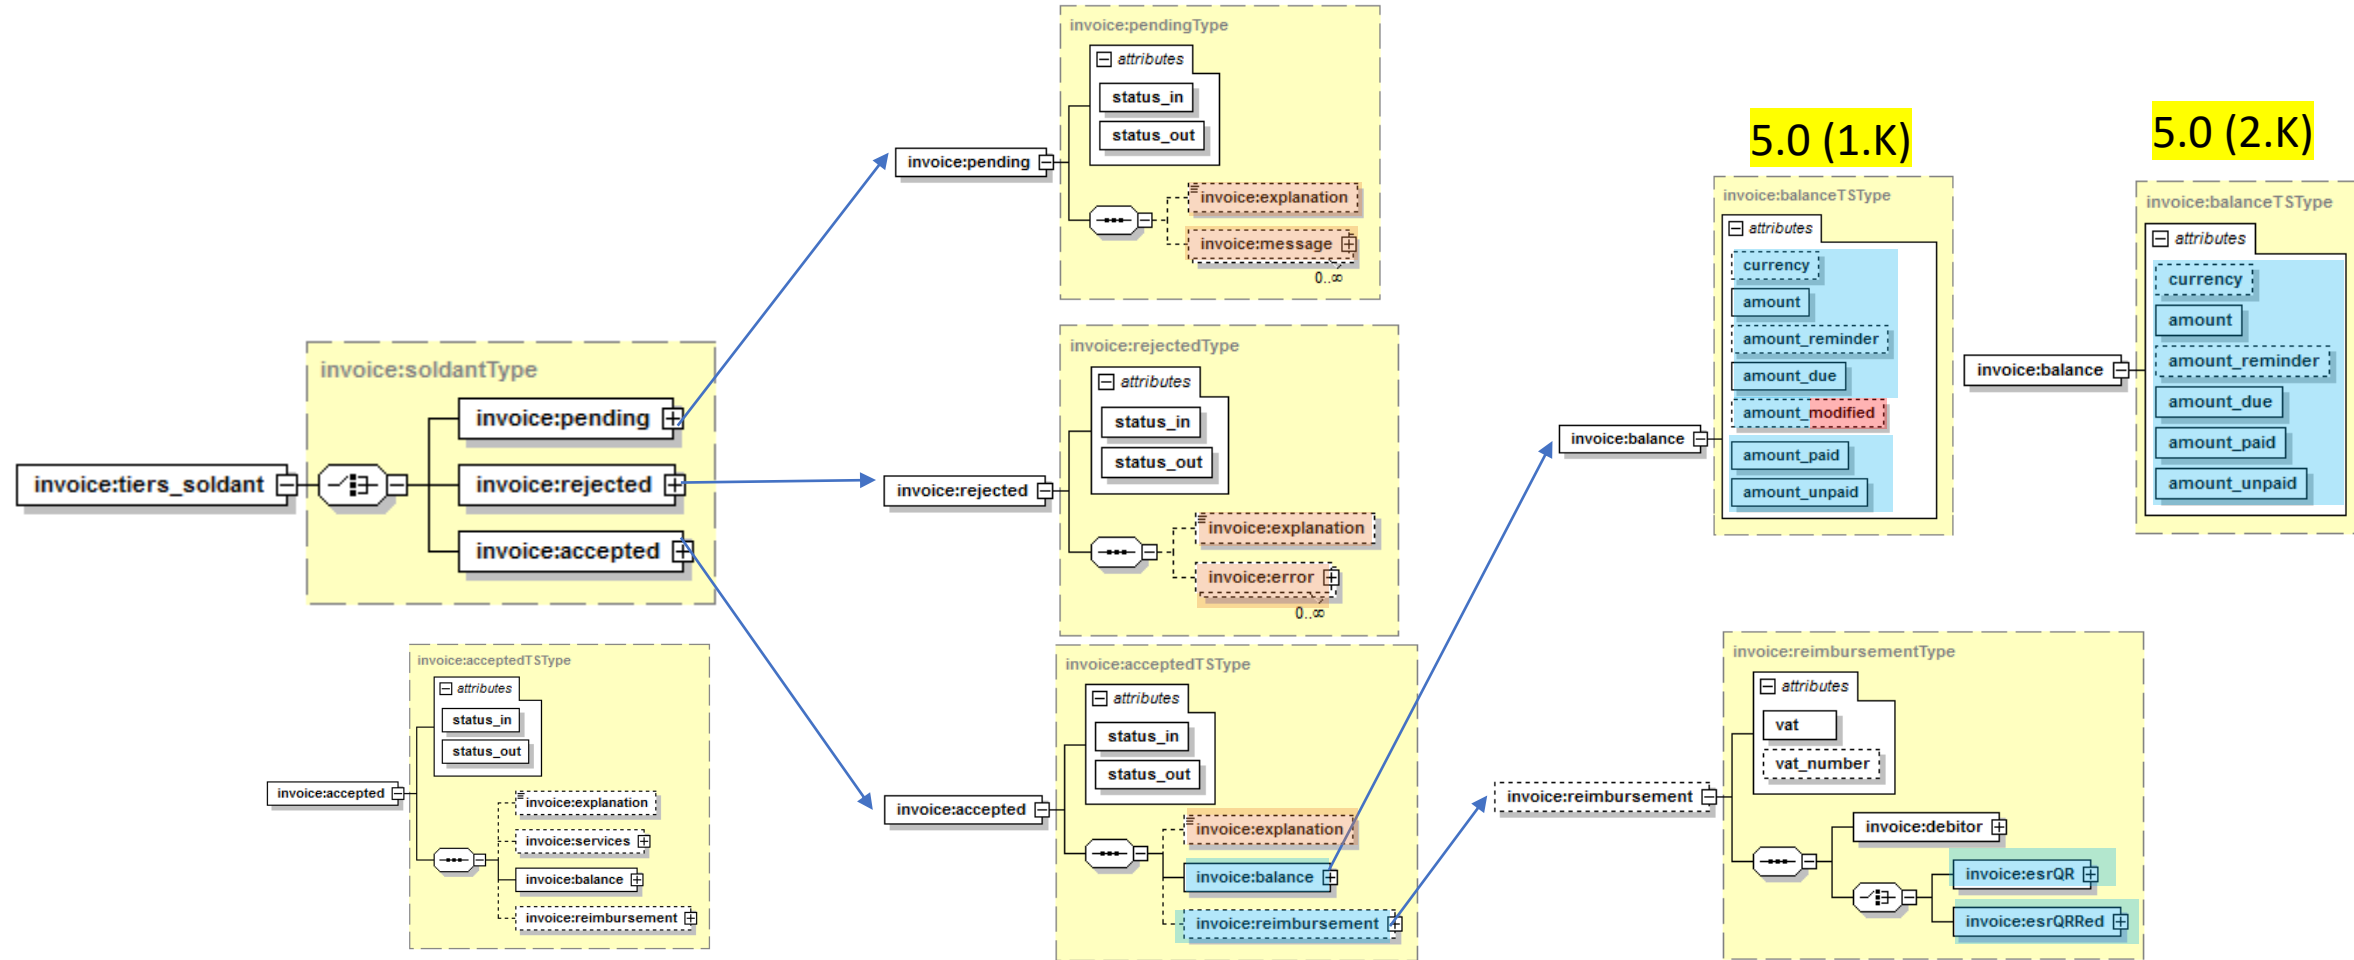 invoice:tiers_soldant
invoice:soldantType
invoice:pending
invoice:rejected
invoice:accepted
invoice:acceptedTSType
attributes
status_in
status_out
invoice:accepted
invoice:explanation
invoice:services
invoice:balance
invoice:reimbursement
invoice:pendingType
attributes
status_in
status_out
invoice:pending
invoice:explanation
invoice:message
0..∞
invoice:rejectedType
attributes
status_in
status_out
invoice:rejected
invoice:explanation
invoice:error
0..∞
invoice:acceptedTSType
attributes
status_in
status_out
invoice:accepted
invoice:explanation
invoice:balance
invoice:reimbursement
5.0 (1.K)
invoice:balanceTSType
attributes
currency
amount
amount_reminder
amount_due
amount_modified
invoice:balance
amount_paid
amount_unpaid
5.0 (2.K)
invoice:balanceTSType
attributes
currency
amount
amount_reminder
invoice:balance
amount_due
amount_paid
amount_unpaid
invoice:reimbursementType
attributes
vat
vat_number
invoice:reimbursement
invoice:debitor
invoice:esrQR
invoice:esrQRRed